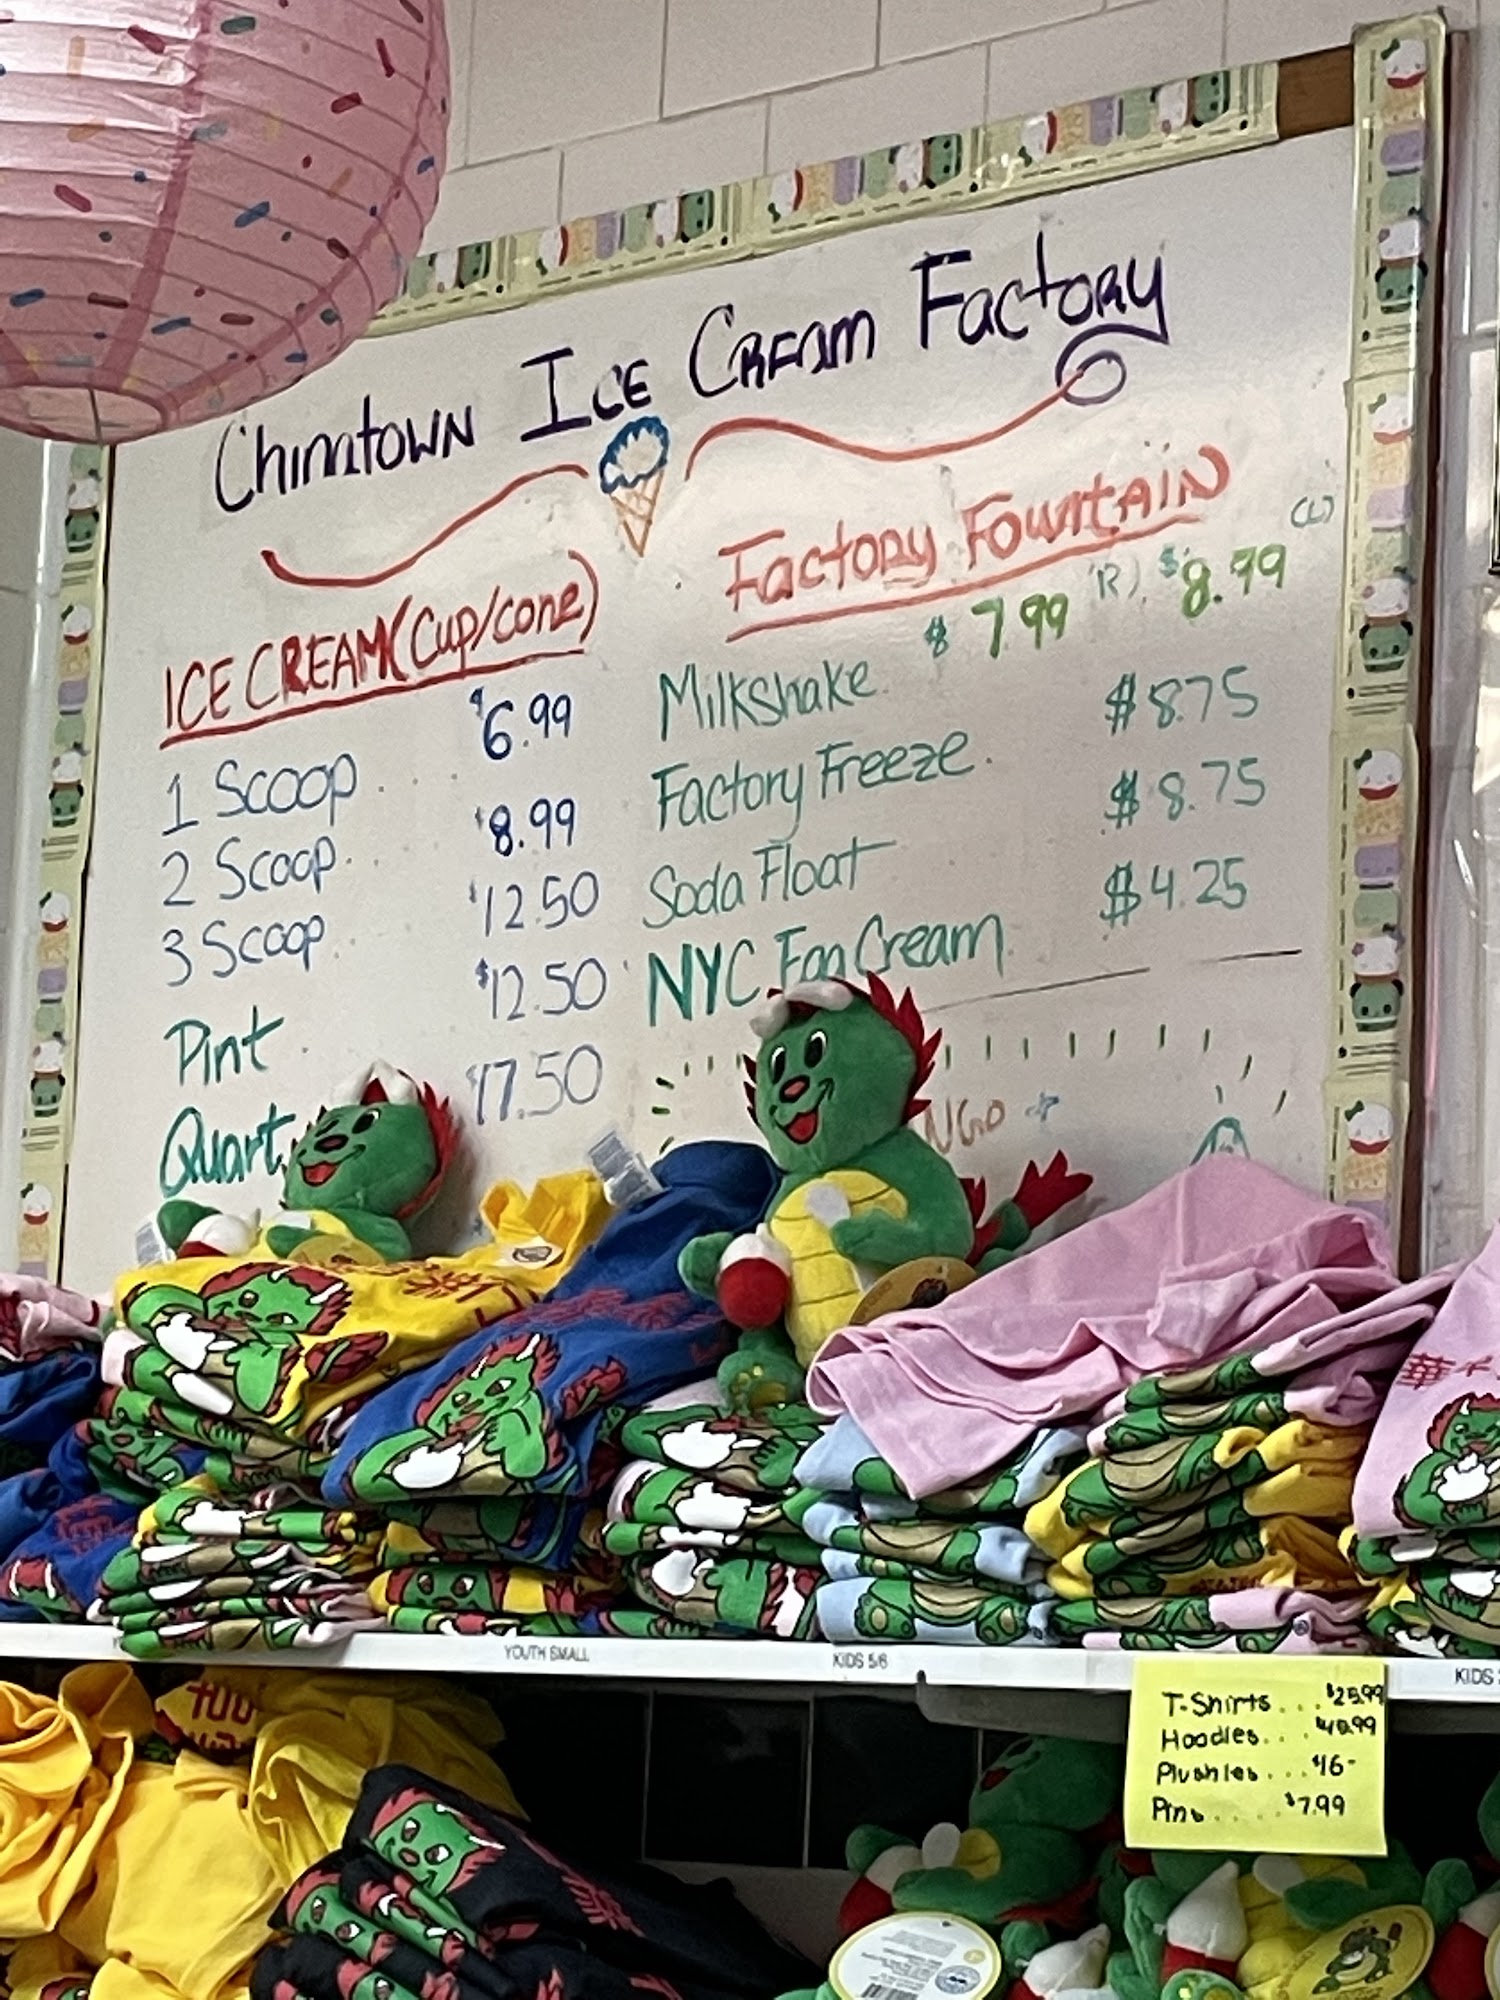 Chinatown Ice Cream Factory
ICE CREAM (Cup/cone)
1 Scoop . . $6.99
2 Scoop . $8.99
3 Scoop $12.50
Pint $12.50
Quart $17.50
Factory Fountain
Milkshake $7.99 (R) $8.99 (L)
Factory Freeze $8.75
Soda Float $8.75
NYC Egg Cream $4.25
YOUTH SMALL
KIDS 5/6
KIDS
T-Shirts . . . $25.99
Hoodies . . . $40.99
Plushies . . . $16-
Pins . . . . . $7.99